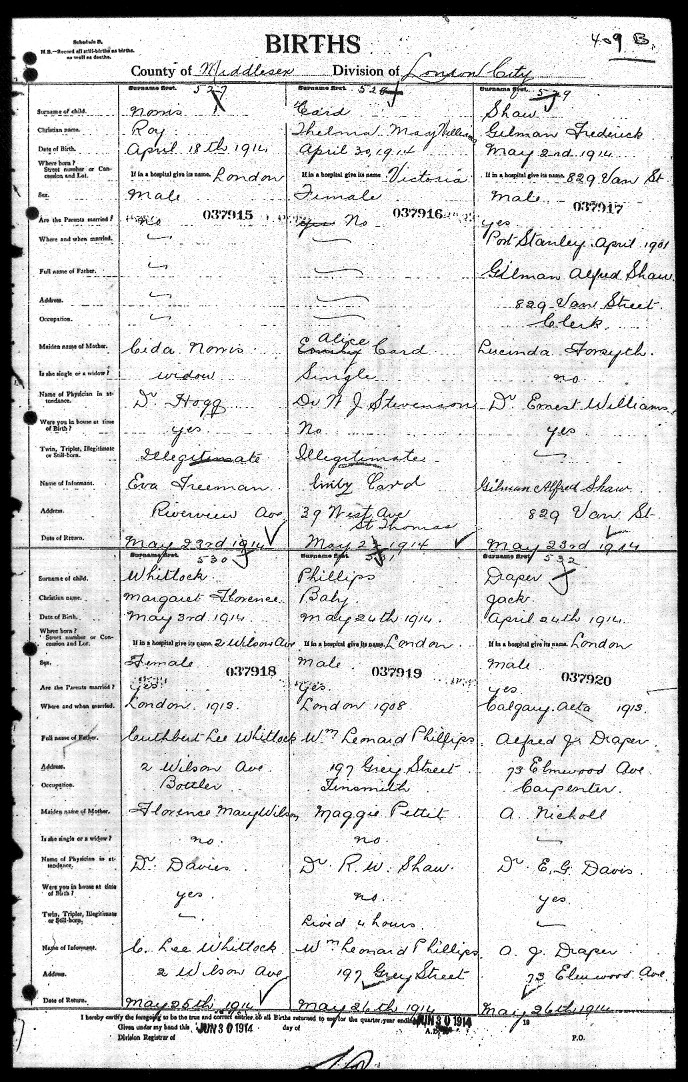 Schedule B.
N.B.—Record all still-births as births.
as well as deaths.
BIRTHS
409 B.
County of Middlesex Division of London City
Surname first. 527 Surname first. 528 Surname first. 529
Surname of child. Norris Card Shaw
Christian name. Roy Thelma May Williams Gilman Frederick
Date of Birth. April 18th 1914 April 30, 1914 May 2nd 1914
Where born? Street number or Concession and Lot. If in a hospital give its name. London If in a hospital give its name. Victoria If in a hospital give its name. 829 Van St
Sex. Male Female Male
037915 037916 037917
Are the Parents married? No yes No yes
Where and when married. Port Stanley. April 1901
Full name of Father. Gilman Alfred Shaw
Address. 829 Van Street
Occupation. Clerk.
Maiden name of Mother. Cida Norris Emily Alice Card Lucinda Forsyth.
Is she single or a widow? widow Single no
Name of Physician in attendance. Dr Hogg Dr N J Stevenson Dr Ernest Williams.
Were you in house at time of Birth? yes No yes
Twin, Triplet, Illegitimate or Still-born. Illegitimate Illegitimate
Name of Informant. Eva Freeman Emily Card Gilman Alfred Shaw
Address. Riverview Ave 39 West Ave St Thomas 829 Van St
Date of Return. May 23rd 1914 May 2 1914 May 23rd 1914
Surname first. 530 Surname first. 531 Surname first. 532
Surname of child. Whitlock Phillips Draper
Christian name. Margaret Florence Baby Jack
Date of Birth. May 3rd 1914 May 24th 1914 April 24th 1914.
Where born? Street number or Concession and Lot. If in a hospital give its name. 2 Wilson Ave If in a hospital give its name. London If in a hospital give its name. London
Sex. Female Male Male
037918 037919 037920
Are the Parents married? yes yes yes
Where and when married. London. 1913. London 1908 Calgary. Alta 1913.
Full name of Father. Cuthbert Lee Whitlock Wm Leonard Phillips. Alfred J. Draper.
Address. 2 Wilson Ave 197 Grey Street 73 Elmwood Ave.
Occupation. Bottler Tinsmith Carpenter.
Maiden name of Mother. Florence Mary Wilson Maggie Pettit A. Nicholl
Is she single or a widow? no. no.
Name of Physician in attendance. Dr Davies Dr R. W. Shaw. Dr E. G. Davis
Were you in house at time of Birth? yes no. yes.
Twin, Triplet, Illegitimate or Still-born. Lived 4 hours.
Name of Informant. C. Lee Whitlock Wm Leonard Phillips A. J. Draper
Address. 2 Wilson Ave 197 Grey Street 73 Elmwood Ave
Date of Return. May 25th 1914 May 26th 1914 May 26th 1914
I hereby certify the foregoing to be the true and correct entries of all Births returned to me for the quarter year ending JUN 30 1914 19
Given under my hand this JUN 30 1914 day of A.D. 19
Division Registrar of P.O.